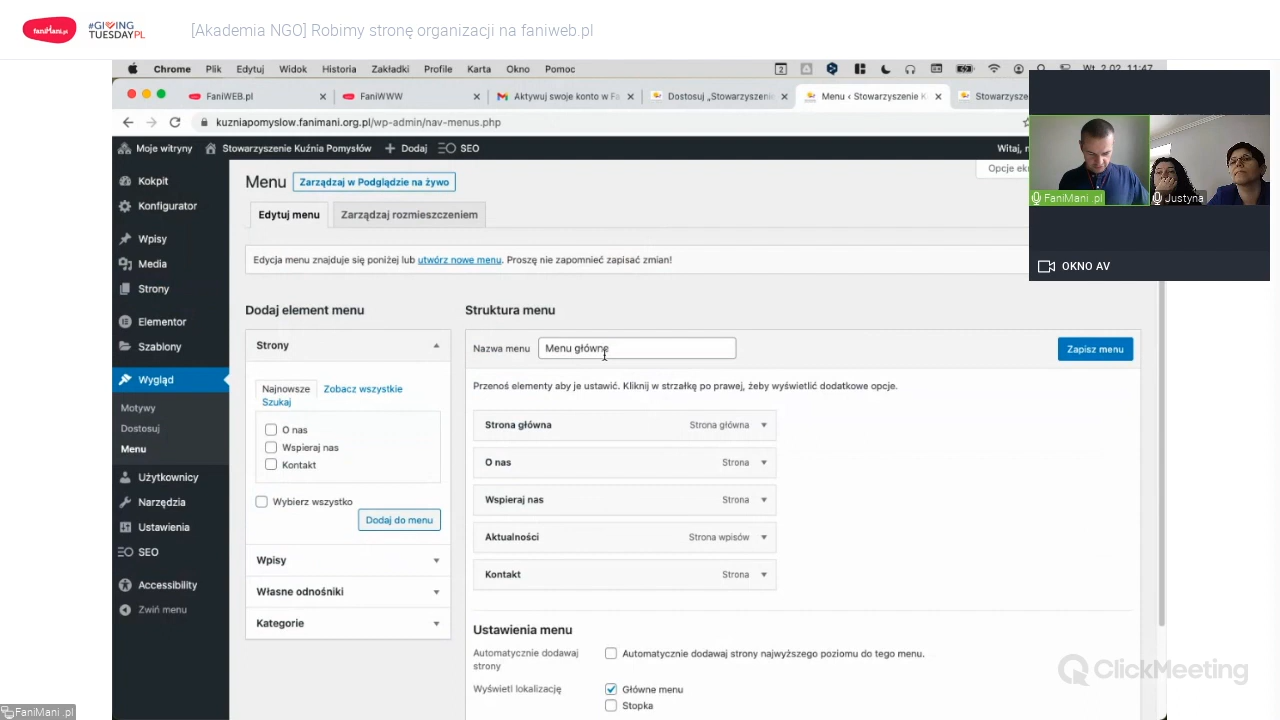 faniMani.pl
#GIVING
TUESDAYPL
[Akademia NGO] Robimy stronę organizacji na faniweb.pl
Chrome Plik Edytuj Widok Historia Zakładki Profile Karta Okno Pomoc
Wt. 2.02 11:47
FaniWEB.pl
FaniWWW
Aktywuj swoje konto w Fa
Dostosuj „Stowarzyszenie
Menu ‹ Stowarzyszenie K
Stowarzysze
kuzniapomyslow.fanimani.org.pl/wp-admin/nav-menus.php
Moje witryny Stowarzyszenie Kuźnia Pomysłów Dodaj SEO
Witaj,
Opcje ek
Kokpit
Konfigurator
Wpisy
Media
Strony
Elementor
Szablony
Wygląd
Motywy
Dostosuj
Menu
Użytkownicy
Narzędzia
Ustawienia
SEO
Accessibility
Zwiń menu
Menu Zarządzaj w Podglądzie na żywo
Edytuj menu Zarządzaj rozmieszczeniem
Edycja menu znajduje się poniżej lub utwórz nowe menu. Proszę nie zapomnieć zapisać zmian!
Dodaj element menu
Strony
Najnowsze Zobacz wszystkie
Szukaj
O nas
Wspieraj nas
Kontakt
Wybierz wszystko
Dodaj do menu
Wpisy
Własne odnośniki
Kategorie
Struktura menu
Nazwa menu Menu główne
Zapisz menu
Przenoś elementy aby je ustawić. Kliknij w strzałkę po prawej, żeby wyświetlić dodatkowe opcje.
Strona główna Strona główna
O nas Strona
Wspieraj nas Strona
Aktualności Strona wpisów
Kontakt Strona
Ustawienia menu
Automatycznie dodawaj
strony
Automatycznie dodawaj strony najwyższego poziomu do tego menu.
Wyświetl lokalizację
Główne menu
Stopka
FaniMani .pl
Justyna
OKNO AV
ClickMeeting
FaniMani .pl